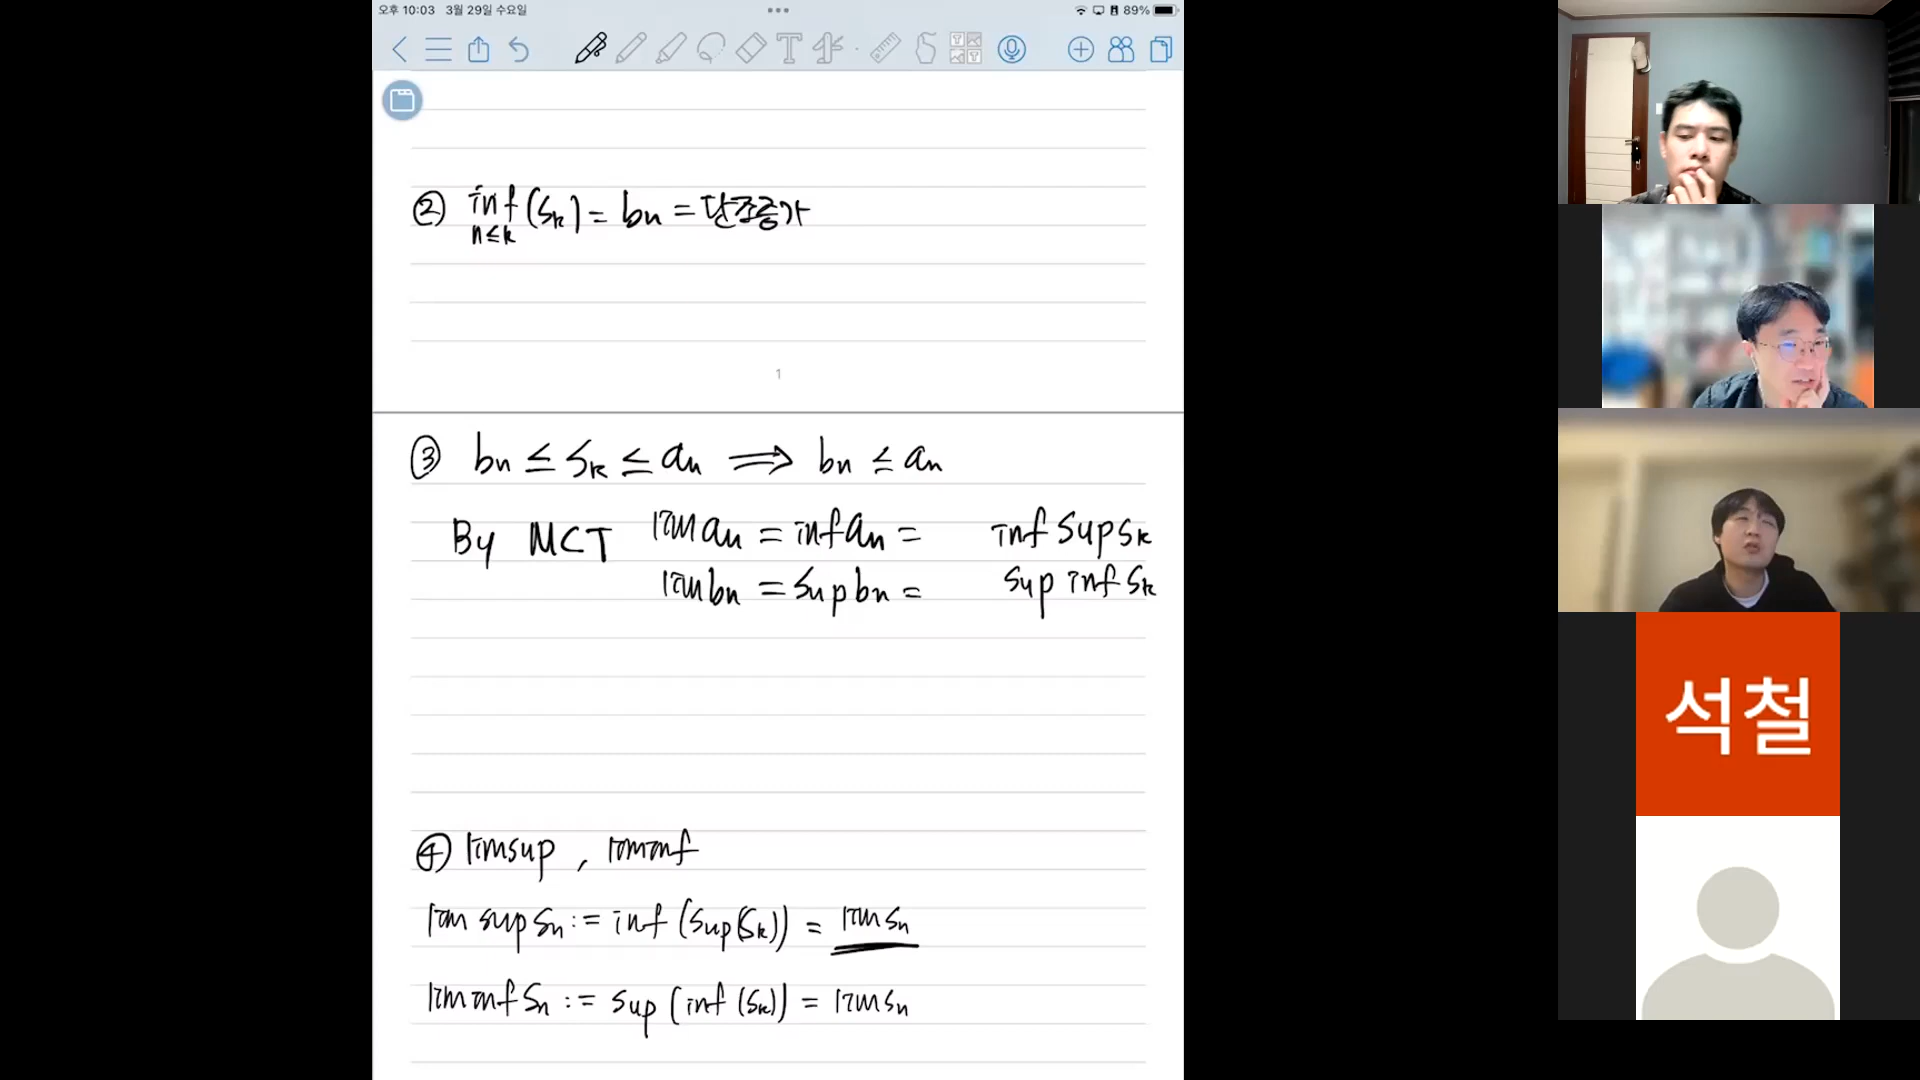 오후 10:03 3월 29일 수요일
89%
② inf (Sₖ) = bn = 단조증가
n≤k
1
③ bn ≤ Sₖ ≤ an ⟹ bn ≤ an
By MCT lim an = inf an = inf sup Sₖ
lim bn = sup bn = sup inf Sₖ
④ limsup , liminf
lim sup Sn := inf (sup(Sₖ)) = lim Sn
lim inf Sn := sup (inf (Sₖ)) = lim Sn
석철